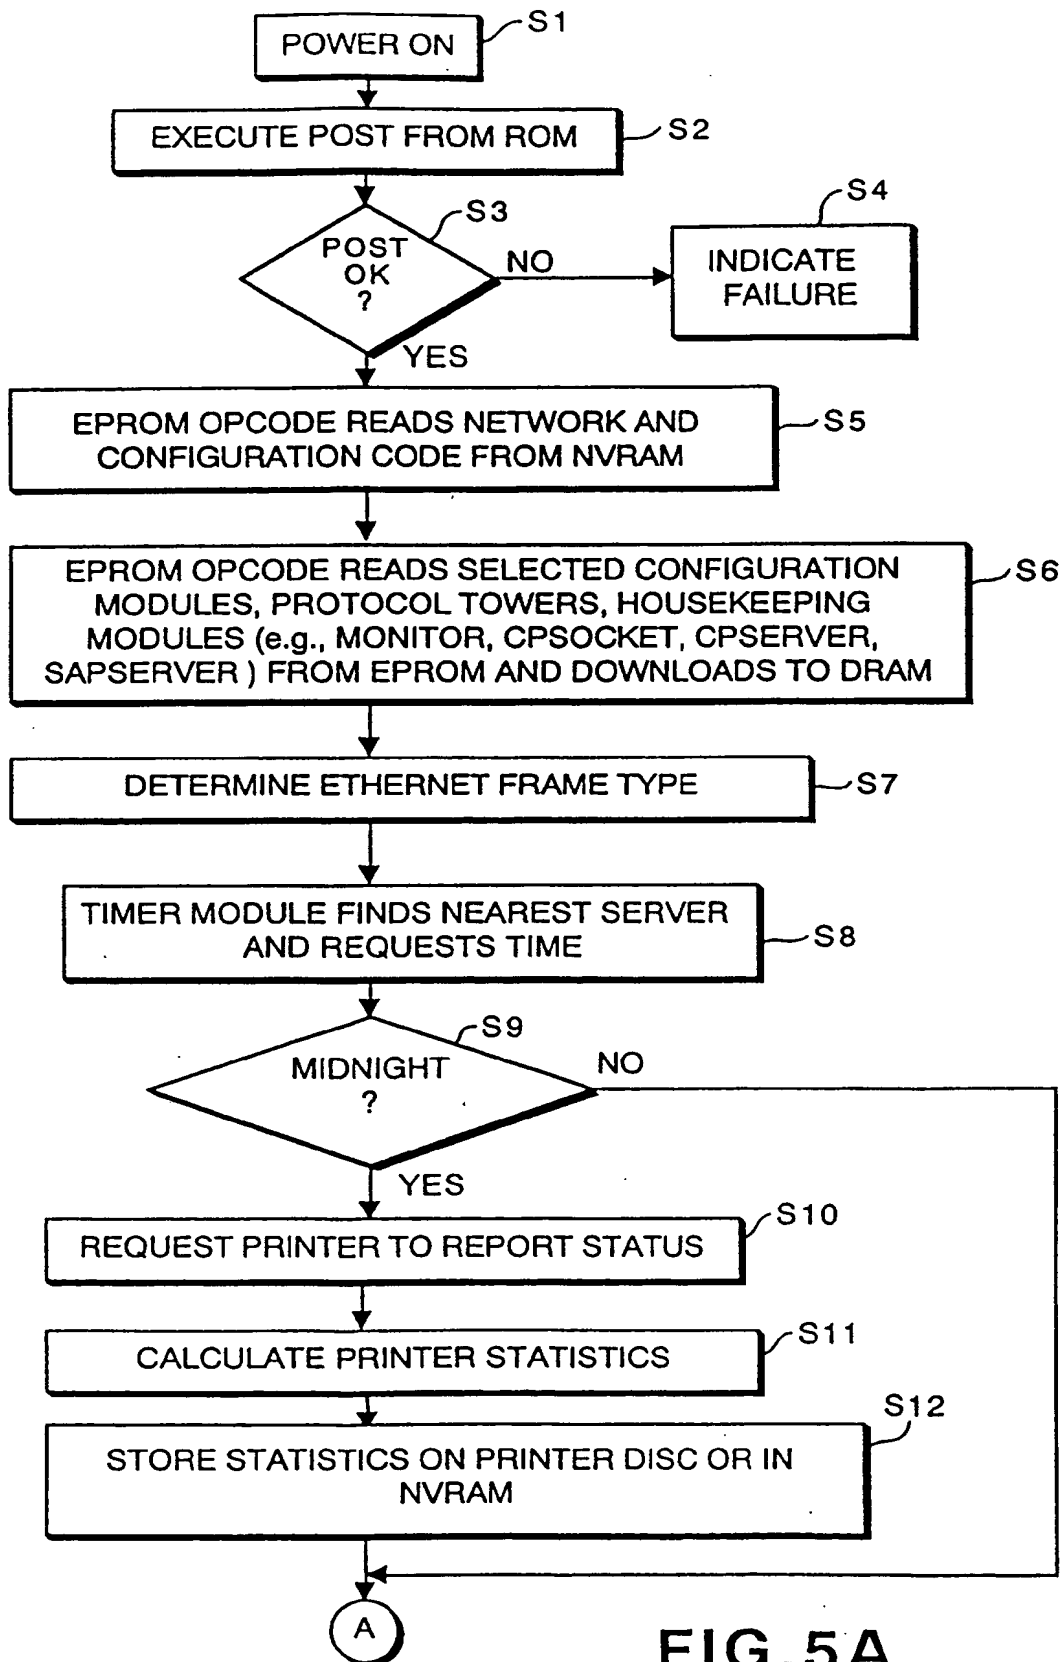 POWER ON
S1
EXECUTE POST FROM ROM
S2
POST
OK
?
S3
NO
INDICATE
FAILURE
S4
YES
EPROM OPCODE READS NETWORK AND
CONFIGURATION CODE FROM NVRAM
S5
EPROM OPCODE READS SELECTED CONFIGURATION
MODULES, PROTOCOL TOWERS, HOUSEKEEPING
MODULES (e.g., MONITOR, CPSOCKET, CPSERVER,
SAPSERVER ) FROM EPROM AND DOWNLOADS TO DRAM
S6
DETERMINE ETHERNET FRAME TYPE
S7
TIMER MODULE FINDS NEAREST SERVER
AND REQUESTS TIME
S8
MIDNIGHT
?
S9
NO
YES
REQUEST PRINTER TO REPORT STATUS
S10
CALCULATE PRINTER STATISTICS
S11
STORE STATISTICS ON PRINTER DISC OR IN
NVRAM
S12
A
FIG.5A